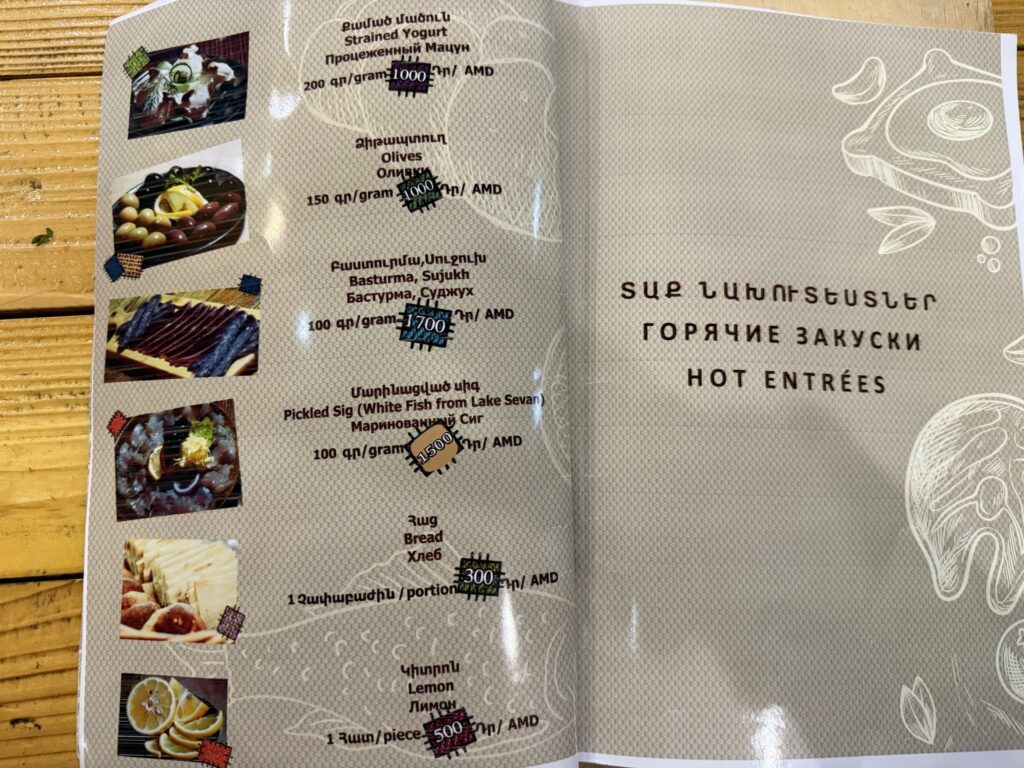 Քամած մածուն
Strained Yogurt
Процеженный Мацун
200 գր/gram 1000 Դր/ AMD
Ձիթապտուղ
Olives
Оливки
150 գր/gram 1000 Դր/ AMD
Բաստուրմա,Սուջուխ
Basturma, Sujukh
Бастурма, Суджух
100 գր/gram 1700 Դր/ AMD
Մարինացված սիգ
Pickled Sig (White Fish from Lake Sevan)
Маринованный Сиг
100 գր/gram 1500 Դր/ AMD
Հաց
Bread
Хлеб
1 Չափաբաժին /portion 300 Դր/ AMD
Կիտրոն
Lemon
Лимон
1 Հատ/piece 500 Դր/ AMD
ՏԱՔ ՆԱԽՈՒՏԵՍՏՆԵՐ
ГОРЯЧИЕ ЗАКУСКИ
HOT ENTRÉES